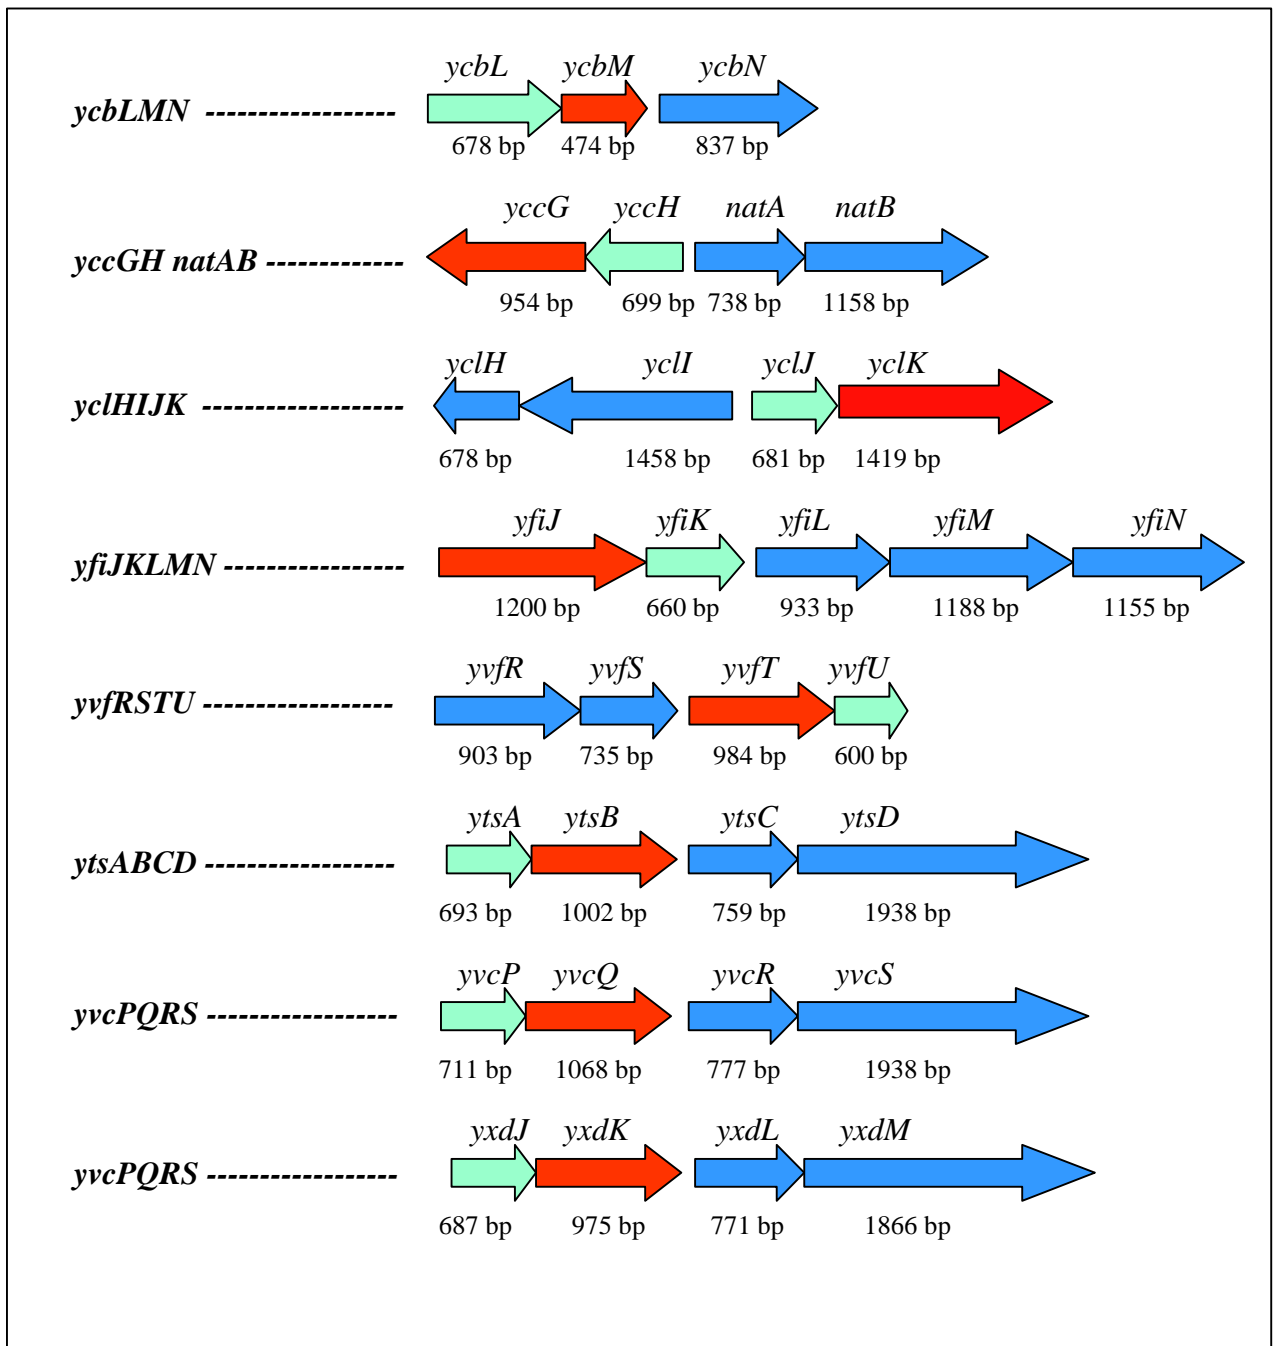 ycbL ycbM ycbN
ycbLMN ------------------
678 bp 474 bp 837 bp
yccG yccH natA natB
yccGH natAB -------------
954 bp 699 bp 738 bp 1158 bp
yclH yclI yclJ yclK
yclHIJK -------------------
678 bp 1458 bp 681 bp 1419 bp
yfiJ yfiK yfiL yfiM yfiN
yfiJKLMN -----------------
1200 bp 660 bp 933 bp 1188 bp 1155 bp
yvfR yvfS yvfT yvfU
yvfRSTU ------------------
903 bp 735 bp 984 bp 600 bp
ytsA ytsB ytsC ytsD
ytsABCD ------------------
693 bp 1002 bp 759 bp 1938 bp
yvcP yvcQ yvcR yvcS
yvcPQRS ------------------
711 bp 1068 bp 777 bp 1938 bp
yxdJ yxdK yxdL yxdM
yvcPQRS ------------------
687 bp 975 bp 771 bp 1866 bp